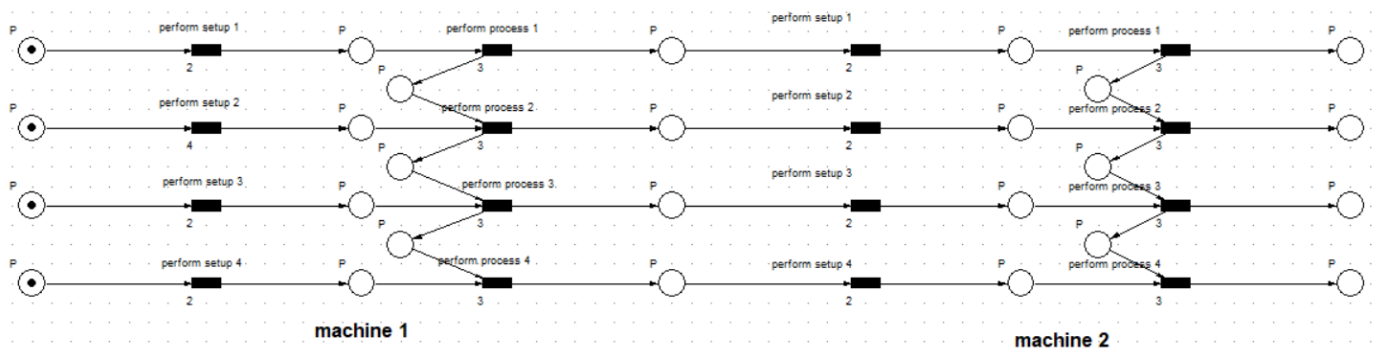 perform setup 1
perform process 1
perform setup 1
perform process 1
P
P
P
P
P
2
3
2
3
P
P
perform setup 2
perform process 2
perform setup 2
perform process 2
P
P
P
P
P
4
3
2
3
P
P
perform setup 3
perform process 3
perform setup 3
perform process 3
P
P
P
P
P
2
3
2
3
P
P
perform setup 4
perform process 4
perform setup 4
perform process 4
P
P
P
P
P
2
3
2
3
machine 1
machine 2